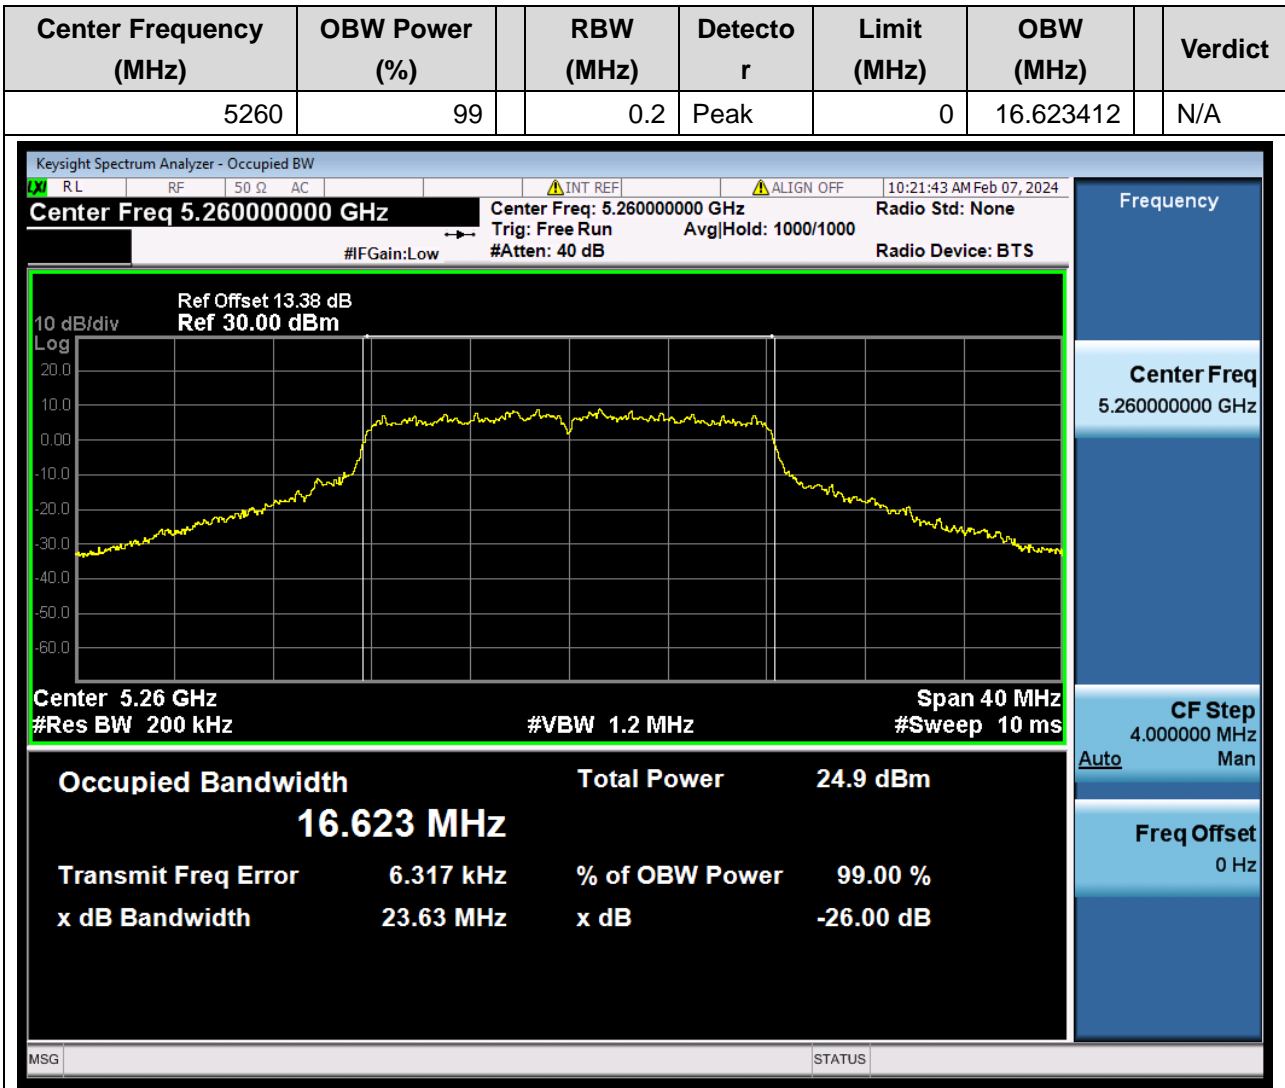 Center Frequency (MHz) OBW Power (%) RBW (MHz) Detecto r Limit (MHz) OBW (MHz) Verdict
5260 99 0.2 Peak 0 16.623412 N/A
Keysight Spectrum Analyzer - Occupied BW
LXI RL RF 50 Ω AC INT REF ALIGN OFF 10:21:43 AM Feb 07, 2024
Center Freq 5.260000000 GHz
Center Freq: 5.260000000 GHz Radio Std: None
Trig: Free Run Avg|Hold: 1000/1000
#IFGain:Low #Atten: 40 dB Radio Device: BTS
Ref Offset 13.38 dB
10 dB/div Ref 30.00 dBm
Log
20.0
10.0
0.00
-10.0
-20.0
-30.0
-40.0
-50.0
-60.0
Center 5.26 GHz Span 40 MHz
#Res BW 200 kHz #VBW 1.2 MHz #Sweep 10 ms
Occupied Bandwidth Total Power 24.9 dBm
16.623 MHz
Transmit Freq Error 6.317 kHz % of OBW Power 99.00 %
x dB Bandwidth 23.63 MHz x dB -26.00 dB
Frequency
Center Freq
5.260000000 GHz
CF Step
4.000000 MHz
Auto Man
Freq Offset
0 Hz
MSG STATUS